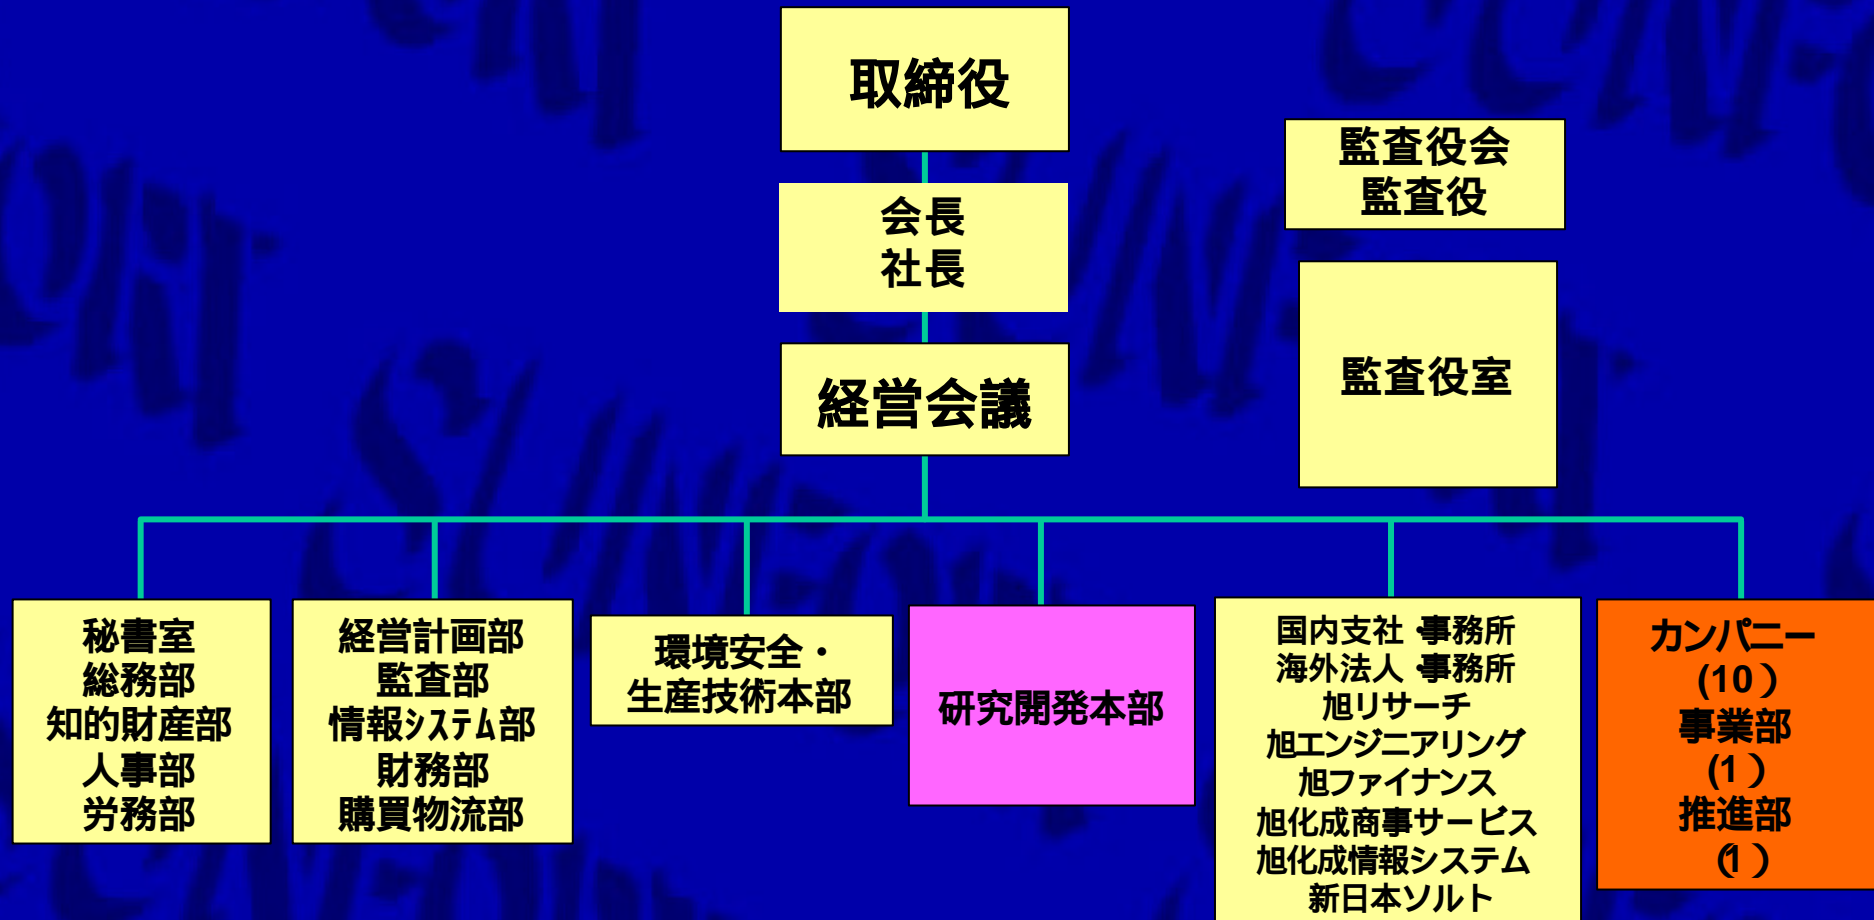 取締役
会長
社長
経営会議
監査役会
監査役
監査役室
秘書室
総務部
知的財産部
人事部
労務部
経営計画部
監査部
情報ｼｽﾃﾑ部
財務部
購買物流部
環境安全・
生産技術本部
研究開発本部
国内支社・事務所
海外法人・事務所
旭リサーチ
旭エンジニアリング
旭ファイナンス
旭化成商事サービス
旭化成情報システム
新日本ソルト
カンパニー
(10）
事業部
(1）
推進部
(1）